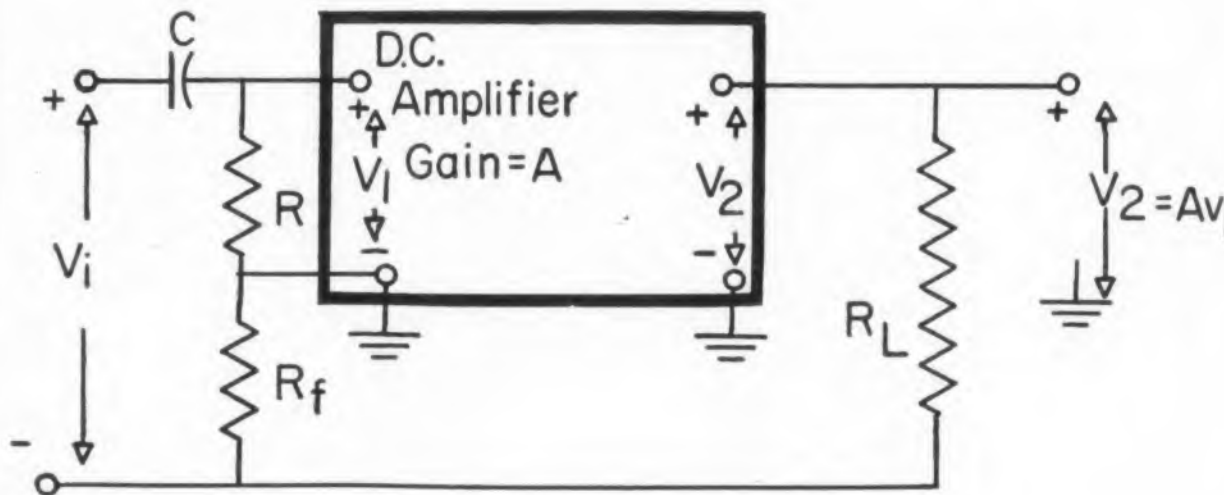 C
+
D.C.
Amplifier
Gain=A
+
V1
-
+
V2
-
+
V2=Av
R
Vi
RL
Rf
-